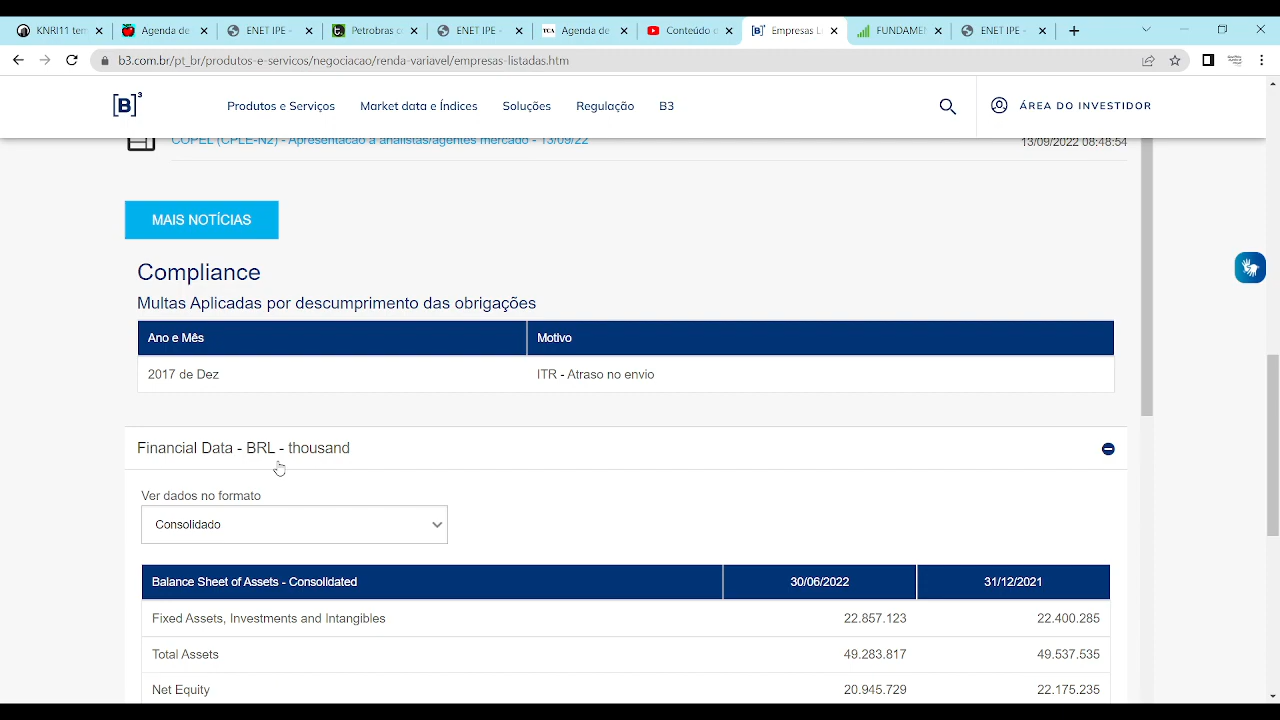 KNRI11 ter
Agenda de
ENET IPE -
Petrobras c
ENET IPE -
TCA Agenda de
Conteúdo d
[B]³ Empresas L
FUNDAME
ENET IPE -
b3.com.br/pt_br/produtos-e-servicos/negociacao/renda-variavel/empresas-listadas.htm
[B]³
Produtos e Serviços
Market data e Índices
Soluções
Regulação
B3
ÁREA DO INVESTIDOR
COPEL (CPLE-N2) - Apresentacao a analistas/agentes mercado - 13/09/22
13/09/2022 08:48:54
MAIS NOTÍCIAS
Compliance
Multas Aplicadas por descumprimento das obrigações
Ano e Mês Motivo
2017 de Dez ITR - Atraso no envio
Financial Data - BRL - thousand
Ver dados no formato
Consolidado
Balance Sheet of Assets - Consolidated 30/06/2022 31/12/2021
Fixed Assets, Investments and Intangibles 22.857.123 22.400.285
Total Assets 49.283.817 49.537.535
Net Equity 20.945.729 22.175.235